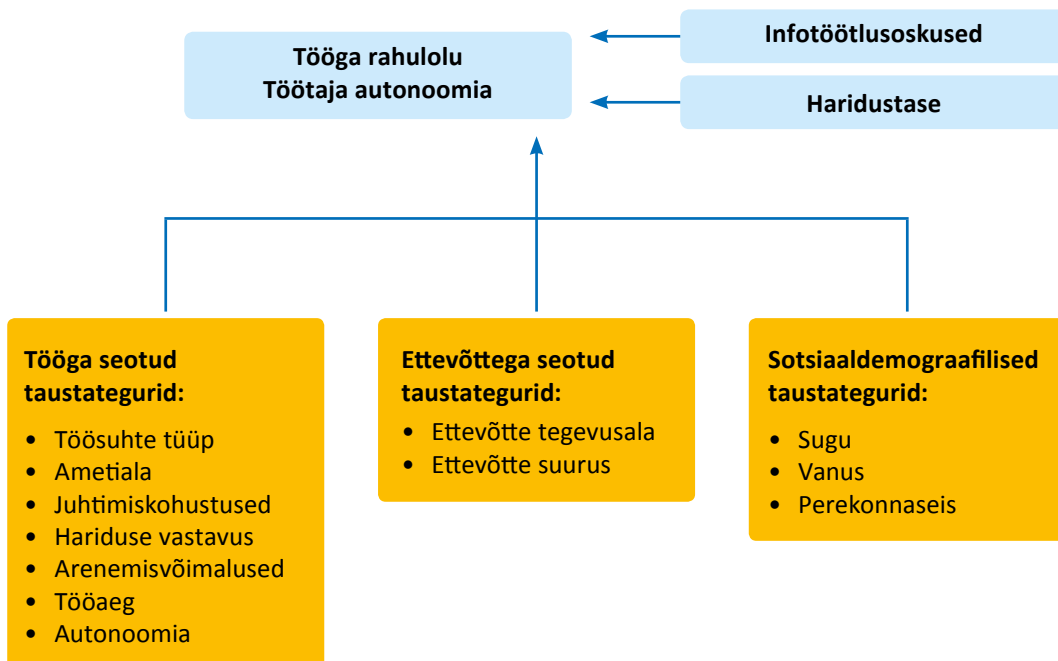 Tööga rahulolu
Töötaja autonoomia
Infotöötlusoskused
Haridustase
Tööga seotud
taustategurid:
• Töösuhte tüüp
• Ametiala
• Juhtimiskohustused
• Hariduse vastavus
• Arenemisvõimalused
• Tööaeg
• Autonoomia
Ettevõttega seotud
taustategurid:
• Ettevõtte tegevusala
• Ettevõtte suurus
Sotsiaaldemograafilised
taustategurid:
• Sugu
• Vanus
• Perekonnaseis